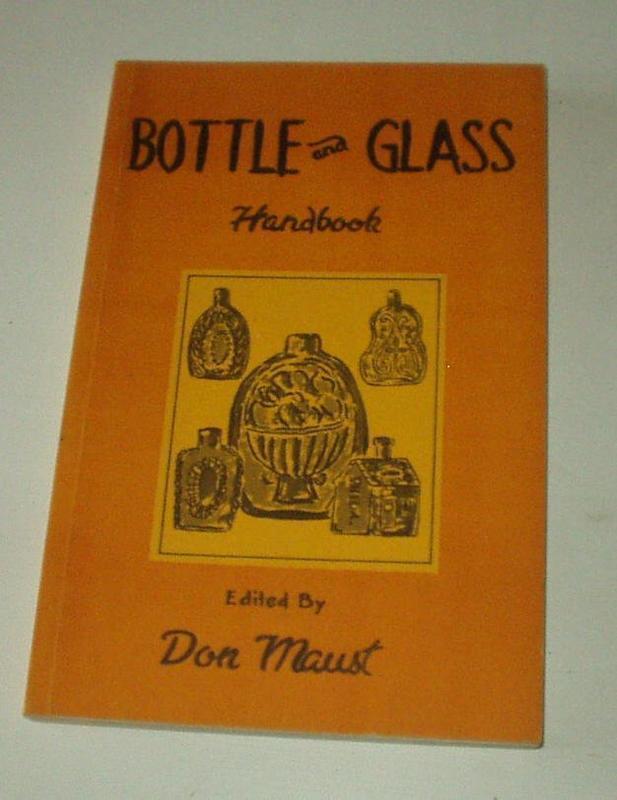 BOTTLE and GLASS
Handbook
Edited By
Don Maust